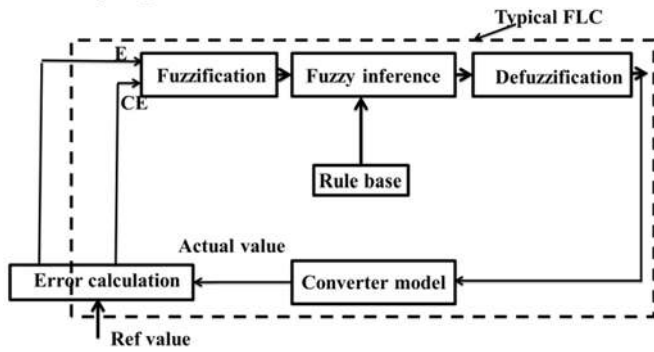 Typical FLC
E
Fuzzification
Fuzzy inference
Defuzzification
CE
Rule base
Actual value
Error calculation
Converter model
Ref value